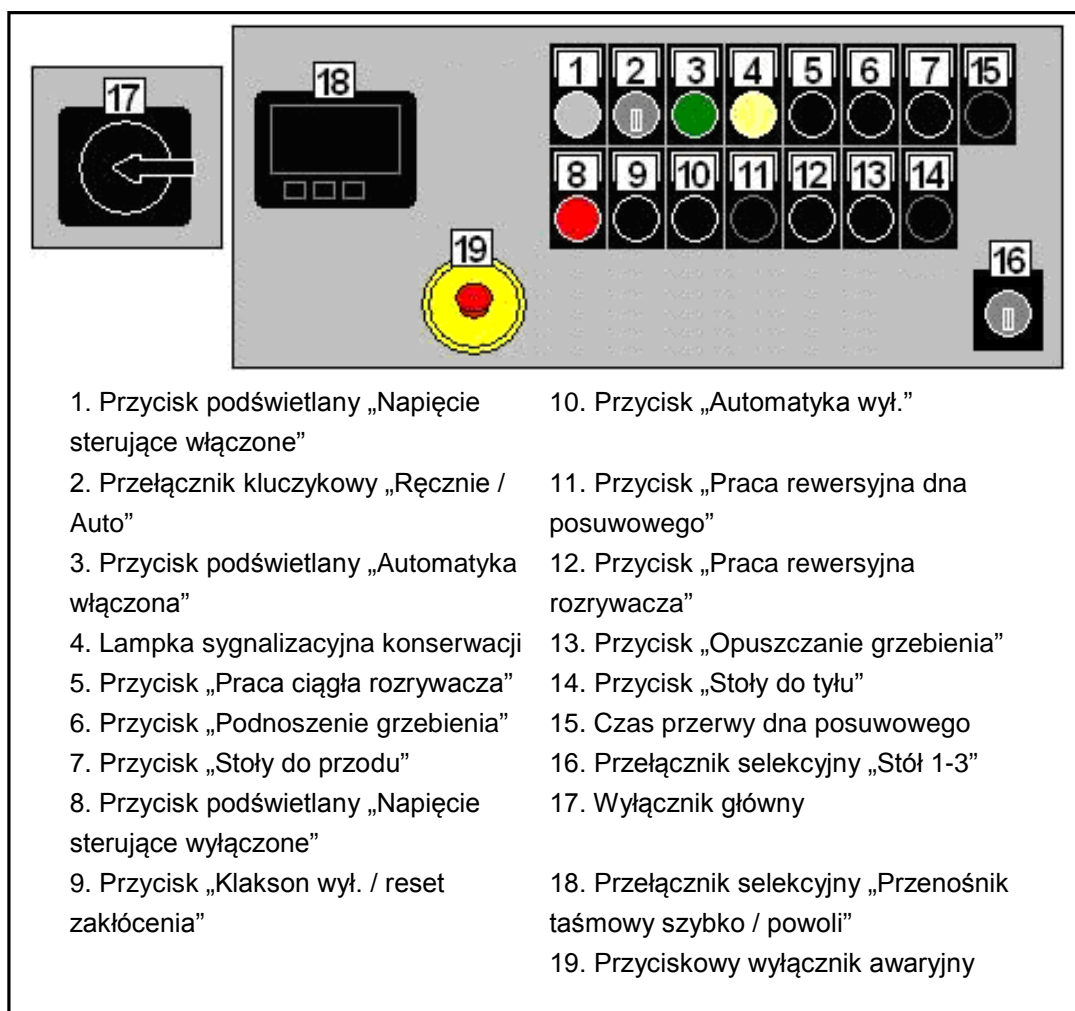 17
18
1 2 3 4 5 6 7 15
8 9 10 11 12 13 14
19
16
1. Przycisk podświetlany „Napięcie
sterujące włączone”
2. Przełącznik kluczykowy „Ręcznie /
Auto”
3. Przycisk podświetlany „Automatyka
włączona”
4. Lampka sygnalizacyjna konserwacji
5. Przycisk „Praca ciągła rozrywacza”
6. Przycisk „Podnoszenie grzebienia”
7. Przycisk „Stoły do przodu”
8. Przycisk podświetlany „Napięcie
sterujące wyłączone”
9. Przycisk „Klakson wył. / reset
zakłócenia”
10. Przycisk „Automatyka wył.”
11. Przycisk „Praca rewersyjna dna
posuwowego”
12. Przycisk „Praca rewersyjna
rozrywacza”
13. Przycisk „Opuszczanie grzebienia”
14. Przycisk „Stoły do tyłu”
15. Czas przerwy dna posuwowego
16. Przełącznik selekcyjny „Stół 1-3”
17. Wyłącznik główny
18. Przełącznik selekcyjny „Przenośnik
taśmowy szybko / powoli”
19. Przyciskowy wyłącznik awaryjny